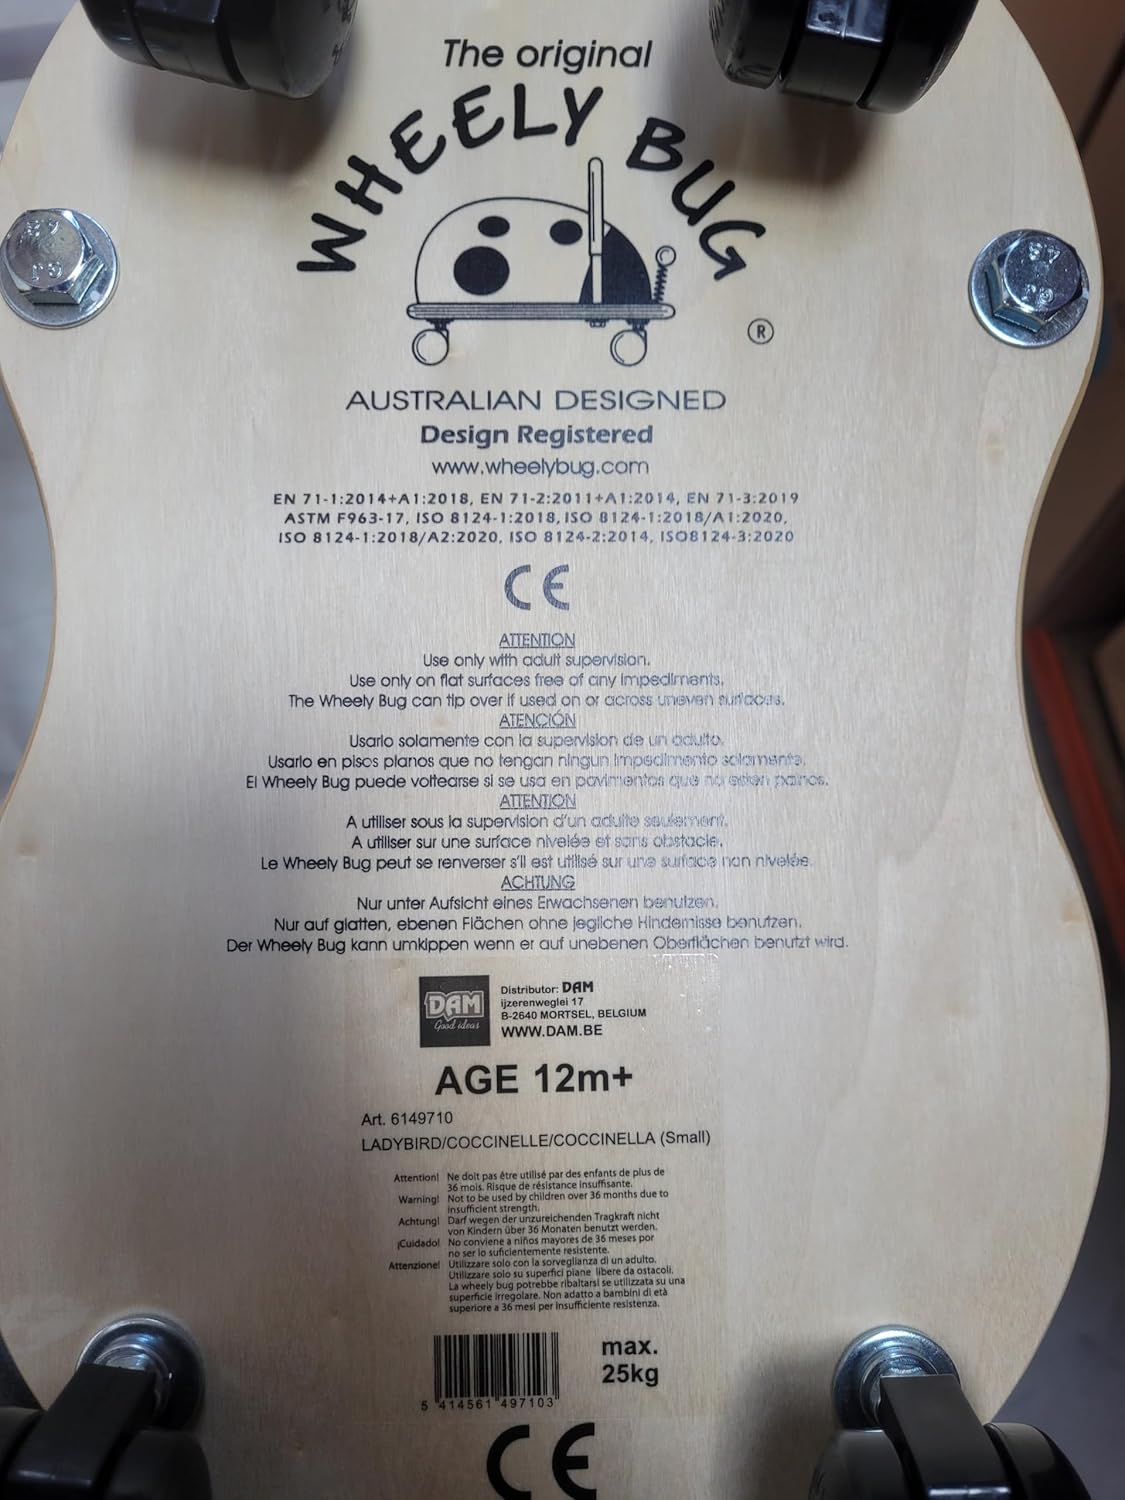 The original
WHEELY BUG
®
AUSTRALIAN DESIGNED
Design Registered
www.wheelybug.com
EN 71-1:2014+A1:2018, EN 71-2:2011+A1:2014, EN 71-3:2019
ASTM F963-17, ISO 8124-1:2018, ISO 8124-1:2018/A1:2020,
ISO 8124-1:2018/A2:2020, ISO 8124-2:2014, ISO8124-3:2020
CE
ATTENTION
Use only with adult supervision.
Use only on flat surfaces free of any impediments.
The Wheely Bug can tip over if used on or across uneven surfaces.
ATENCIÓN
Usarlo solamente con la supervision de un adulto.
Usarlo en pisos planos que no tengan ningun impedimento solamente.
El Wheely Bug puede voltearse si se usa en pavimentos que no esten panos.
ATTENTION
A utiliser sous la supervision d'un adulte seulement.
A utiliser sur une surface nivelée et sans obstacle.
Le Wheely Bug peut se renverser s'il est utilisé sur une surface non nivelée.
ACHTUNG
Nur unter Aufsicht eines Erwachsenen benutzen.
Nur auf glatten, ebenen Flächen ohne jegliche Hindernisse benutzen.
Der Wheely Bug kann umkippen wenn er auf unebenen Oberflächen benutzt wird.
DAM
Good ideas
Distributor: DAM
ijzerenweglei 17
B-2640 MORTSEL, BELGIUM
WWW.DAM.BE
AGE 12m+
Art. 6149710
LADYBIRD/COCCINELLE/COCCINELLA (Small)
Attention! Ne doit pas être utilisé par des enfants de plus de
36 mois. Risque de résistance insuffisante.
Warning! Not to be used by children over 36 months due to
insufficient strength.
Achtung! Darf wegen der unzureichenden Tragkraft nicht
von Kindern über 36 Monaten benutzt werden.
¡Cuidado! No conviene a niños mayores de 36 meses por
no ser lo suficientemente resistente.
Attenzione! Utilizzare solo con la sorveglianza di un adulto.
Utilizzare solo su superfici piane libere da ostacoli.
La wheely bug potrebbe ribaltarsi se utilizzata su una
superficie irregolare. Non adatto a bambini di età
superiore a 36 mesi per insufficiente resistenza.
max.
25kg
5 414561 497103
CE